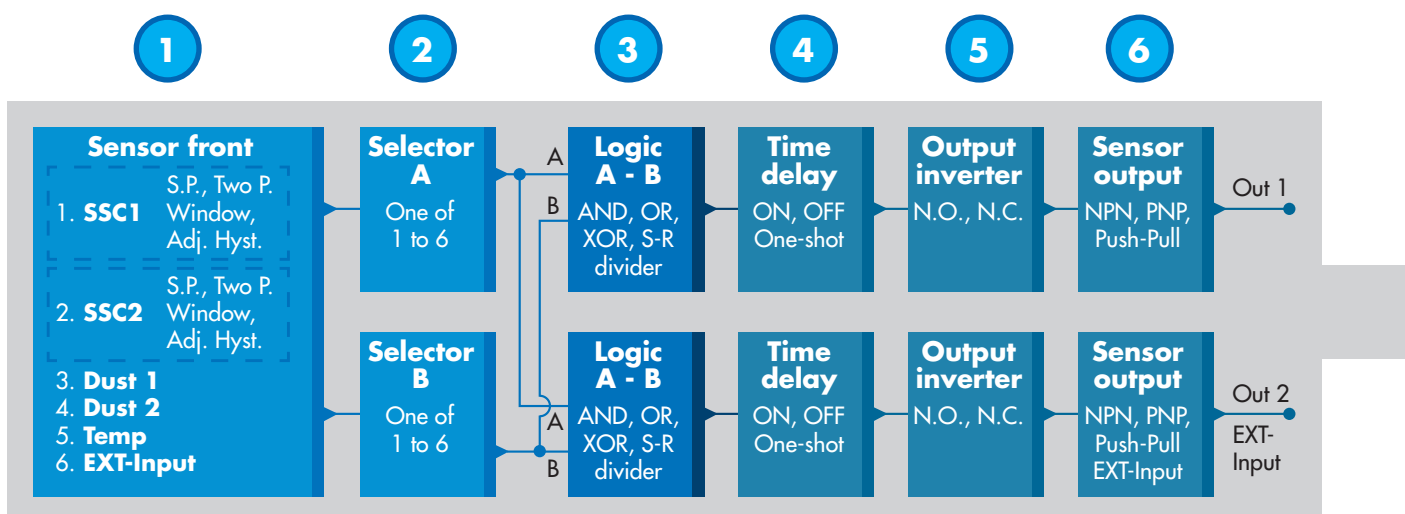 1
2
3
4
5
6
Sensor front
1. SSC1
S.P., Two P.
Window,
Adj. Hyst.
2. SSC2
S.P., Two P.
Window,
Adj. Hyst.
3. Dust 1
4. Dust 2
5. Temp
6. EXT-Input
Selector
A
One of
1 to 6
Selector
B
One of
1 to 6
A
B
Logic
A - B
AND, OR,
XOR, S-R
divider
Time
delay
ON, OFF
One-shot
Output
inverter
N.O., N.C.
Sensor
output
NPN, PNP,
Push-Pull
Out 1
A
B
Logic
A - B
AND, OR,
XOR, S-R
divider
Time
delay
ON, OFF
One-shot
Output
inverter
N.O., N.C.
Sensor
output
NPN, PNP,
Push-Pull
EXT-Input
Out 2
EXT-
Input